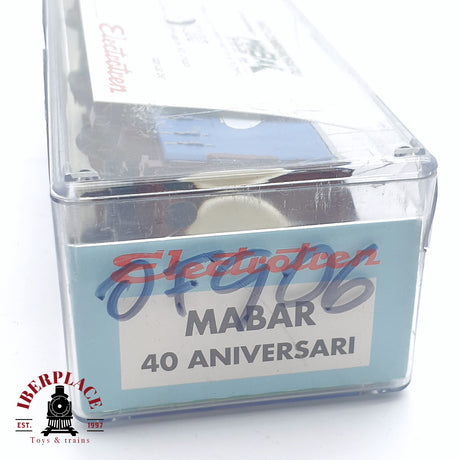 Electrotren
Electrotren
0F906
MABAR
40 ANIVERSARI
IBERPLACE
EST. 1997
Toys & trains